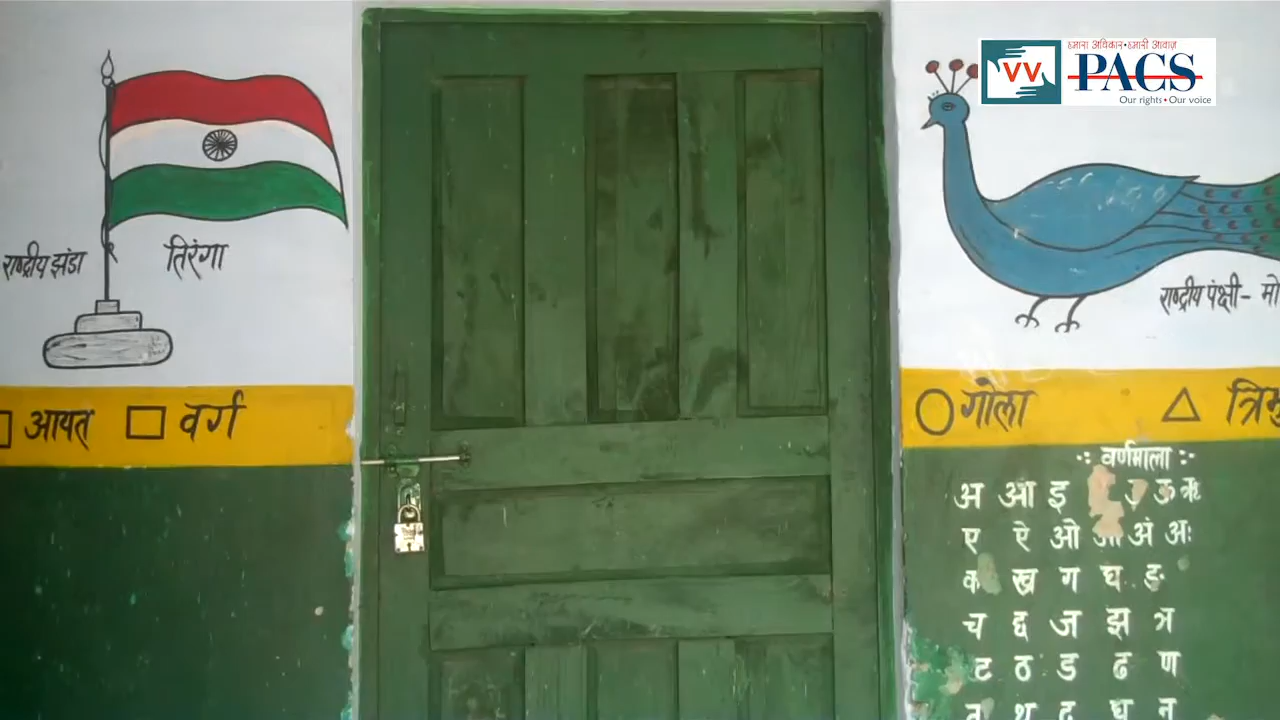 हमारा अधिकार•हमारी आवाज़
VV PACS
Our rights•Our voice
राष्ट्रीय झंडा
तिरंगा
राष्ट्रीय पंक्षी-
आयत वर्ग
गोला
वर्णमाला
अ आ इ ऊ ऋ
ए ऐ ओ अं अः
क ख ग घ ङ
च छ ज झ ञ
ट ठ ड ढ ण
त थ द ध न